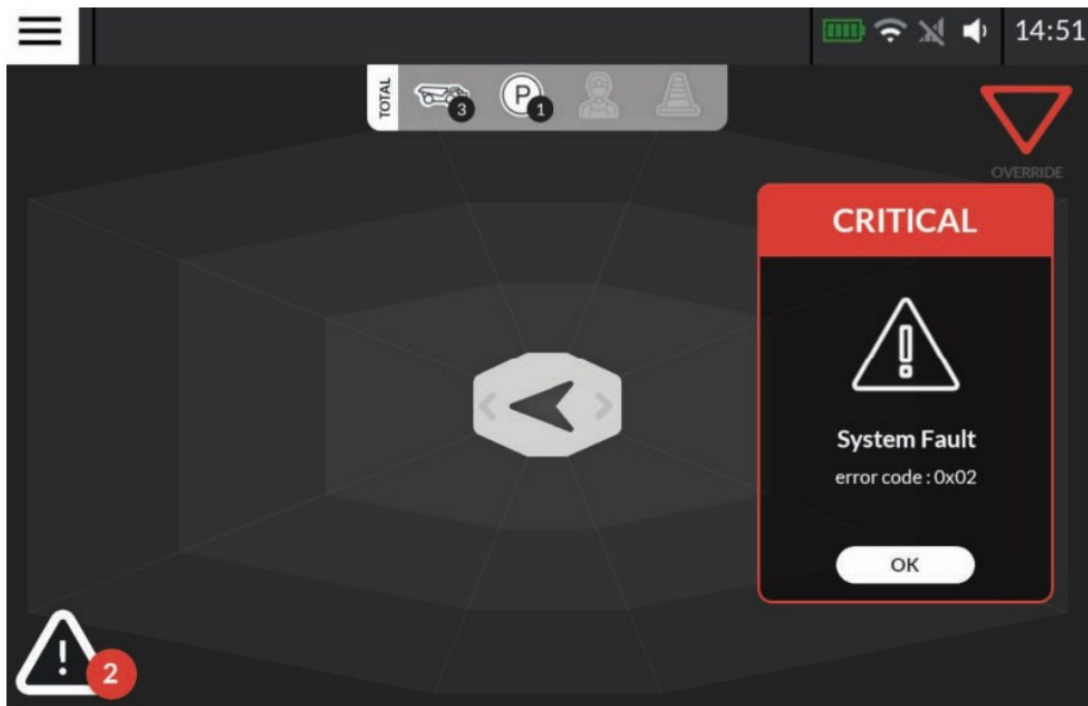 14:51
TOTAL
3
P
1
OVERRIDE
CRITICAL
System Fault
error code : 0x02
OK
2